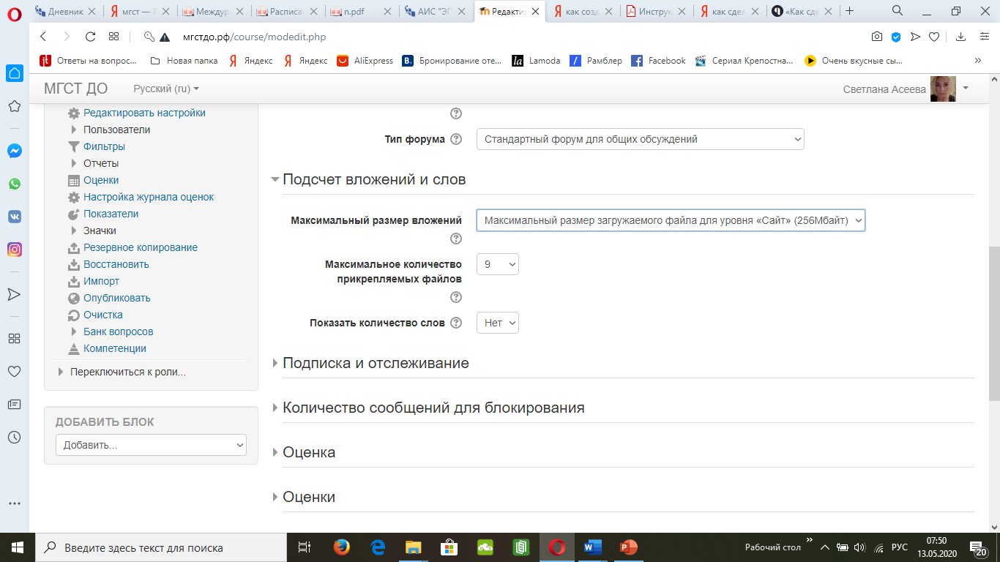 Дневник
мгст — Я
Междур
Расписан
n.pdf
АИС "ЭП
Редакти
как созд
Инструк
как сдел
«Как сде
мгстдо.рф/course/modedit.php
Ответы на вопрос...
Новая папка
Яндекс
Яндекс
AliExpress
Бронирование оте...
Lamoda
Рамблер
Facebook
Сериал Крепостна...
Очень вкусные сы...
МГСТ ДО
Русский (ru)
Светлана Асеева
Редактировать настройки
Пользователи
Фильтры
Отчеты
Оценки
Настройка журнала оценок
Показатели
Значки
Резервное копирование
Восстановить
Импорт
Опубликовать
Очистка
Банк вопросов
Компетенции
Переключиться к роли...
ДОБАВИТЬ БЛОК
Добавить...
Тип форума
Стандартный форум для общих обсуждений
Подсчет вложений и слов
Максимальный размер вложений
Максимальный размер загружаемого файла для уровня «Сайт» (256Мбайт)
Максимальное количество
прикрепляемых файлов
9
Показать количество слов
Нет
Подписка и отслеживание
Количество сообщений для блокирования
Оценка
Оценки
Введите здесь текст для поиска
Рабочий стол
РУС
07:50
13.05.2020
20